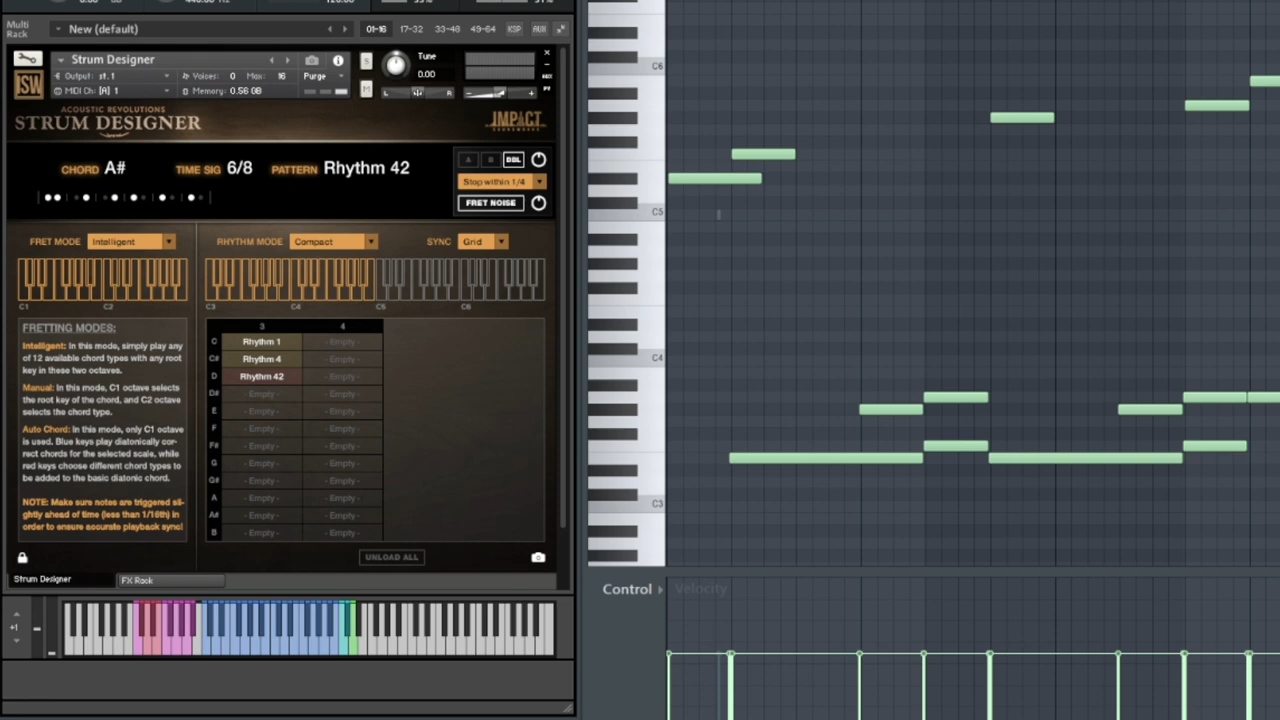 Multi Rack
New (default)
01-16 17-32 33-48 49-64 KSP AUX
Strum Designer
Tune
0.00
Output: st.1
Voices: 0 Max: 16 Purge
MIDI Ch: [A] 1
Memory: 0.56 GB
S
M
L R
- +
AUX
PV
ISW
ACOUSTIC REVOLUTIONS
STRUM DESIGNER
IMPACT
SOUNDWORKS
CHORD A# TIME SIG 6/8 PATTERN Rhythm 42
A B DBL
Stop within 1/4
FRET NOISE
FRET MODE Intelligent
RHYTHM MODE Compact
SYNC Grid
C1 C2 C3 C4 C5 C6
FRETTING MODES:
Intelligent: In this mode, simply play any
of 12 available chord types with any root
key in these two octaves.
Manual: In this mode, C1 octave selects
the root key of the chord, and C2 octave
selects the chord type.
Auto Chord: In this mode, only C1 octave
is used. Blue keys play diatonically cor-
rect chords for the selected scale, while
red keys choose different chord types to
be added to the basic diatonic chord.
NOTE: Make sure notes are triggered sli-
ghtly ahead of time (less than 1/16th) in
order to ensure accurate playback sync!
3 4
C Rhythm 1 - Empty -
C# Rhythm 4 - Empty -
D Rhythm 42 - Empty -
D# - Empty - - Empty -
E - Empty - - Empty -
F - Empty - - Empty -
F# - Empty - - Empty -
G - Empty - - Empty -
G# - Empty - - Empty -
A - Empty - - Empty -
A# - Empty - - Empty -
B - Empty - - Empty -
UNLOAD ALL
Strum Designer
FX Rack
+1
C6
C5
C4
C3
Control
Velocity